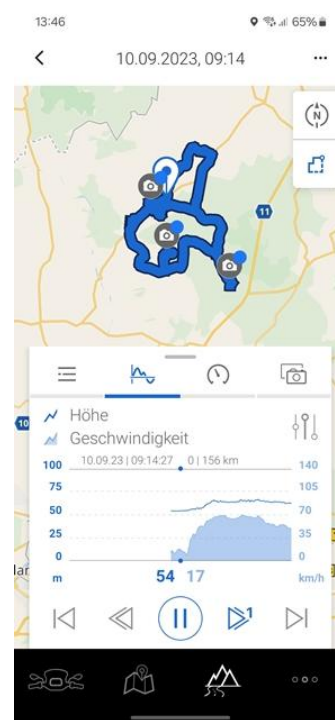 13:46 65%
10.09.2023, 09:14
N
11
10
Höhe
Geschwindigkeit
10.09.23 | 09:14:27 0 | 156 km
100 140
75 105
50 70
25 35
0 0
m 54 17 km/h
1